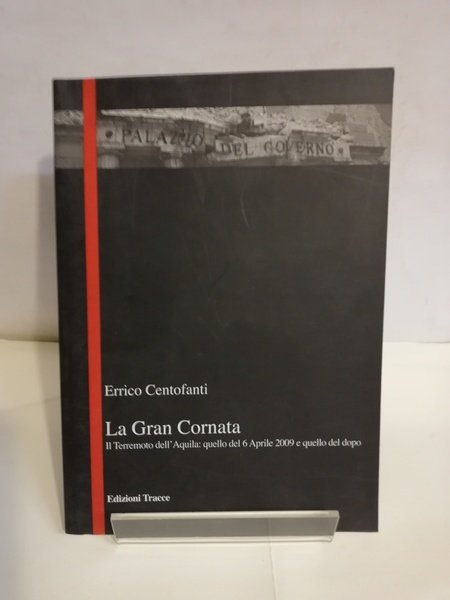 PALAZZO DEL GOVERNO
Errico Centofanti
La Gran Cornata
Il Terremoto dell'Aquila: quello del 6 Aprile 2009 e quello del dopo
Edizioni Tracce